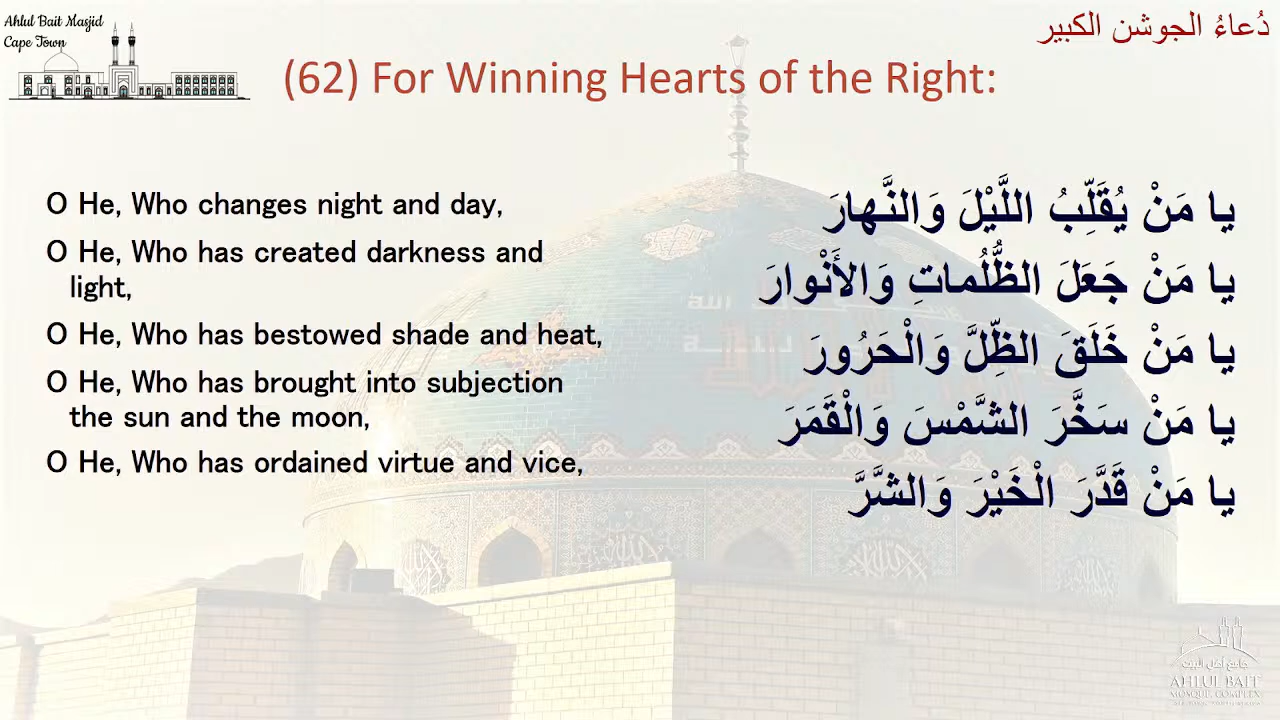 Ahlul Bait Masjid
Cape Town
دُعاءُ الجوشن الكبير
(62) For Winning Hearts of the Right:
O He, Who changes night and day,
O He, Who has created darkness and
light,
O He, Who has bestowed shade and heat,
O He, Who has brought into subjection
the sun and the moon,
O He, Who has ordained virtue and vice,
يا مَنْ يُقَلِّبُ اللَّيْلَ وَالنَّهارَ
يا مَنْ جَعَلَ الظُّلُماتِ وَالأَنْوارَ
يا مَنْ خَلَقَ الظِّلَّ وَالْحَرُورَ
يا مَنْ سَخَّرَ الشَّمْسَ وَالْقَمَرَ
يا مَنْ قَدَّرَ الْخَيْرَ وَالشَّرَّ
جامع أهل البيت
AHLUL BAIT
MOSQUE COMPLEX